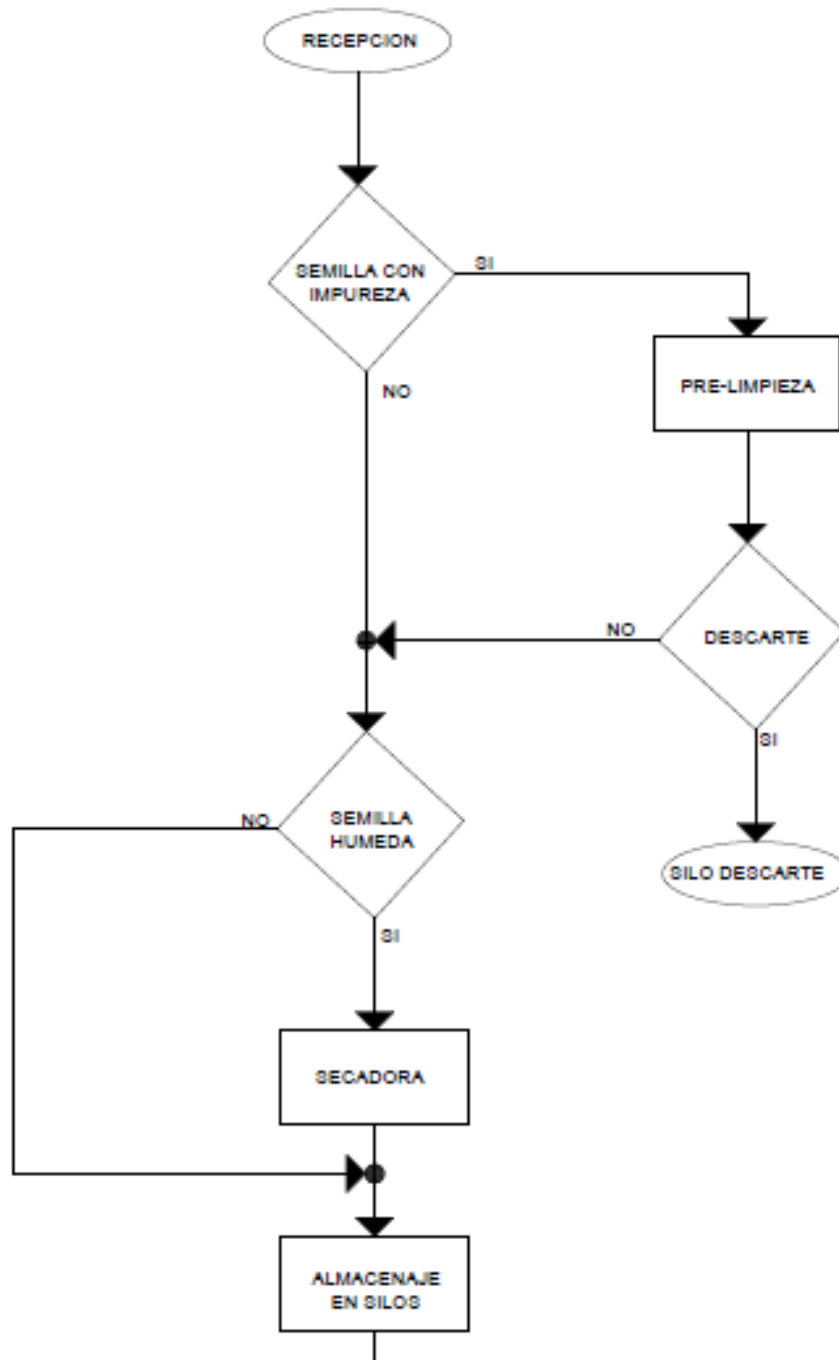 RECEPCION
SEMILLA CON
IMPUREZA
SI
NO
PRE-LIMPIEZA
DESCARTE
NO
SI
SILO DESCARTE
SEMILLA
HUMEDA
NO
SI
SECADORA
ALMACENAJE
EN SILOS